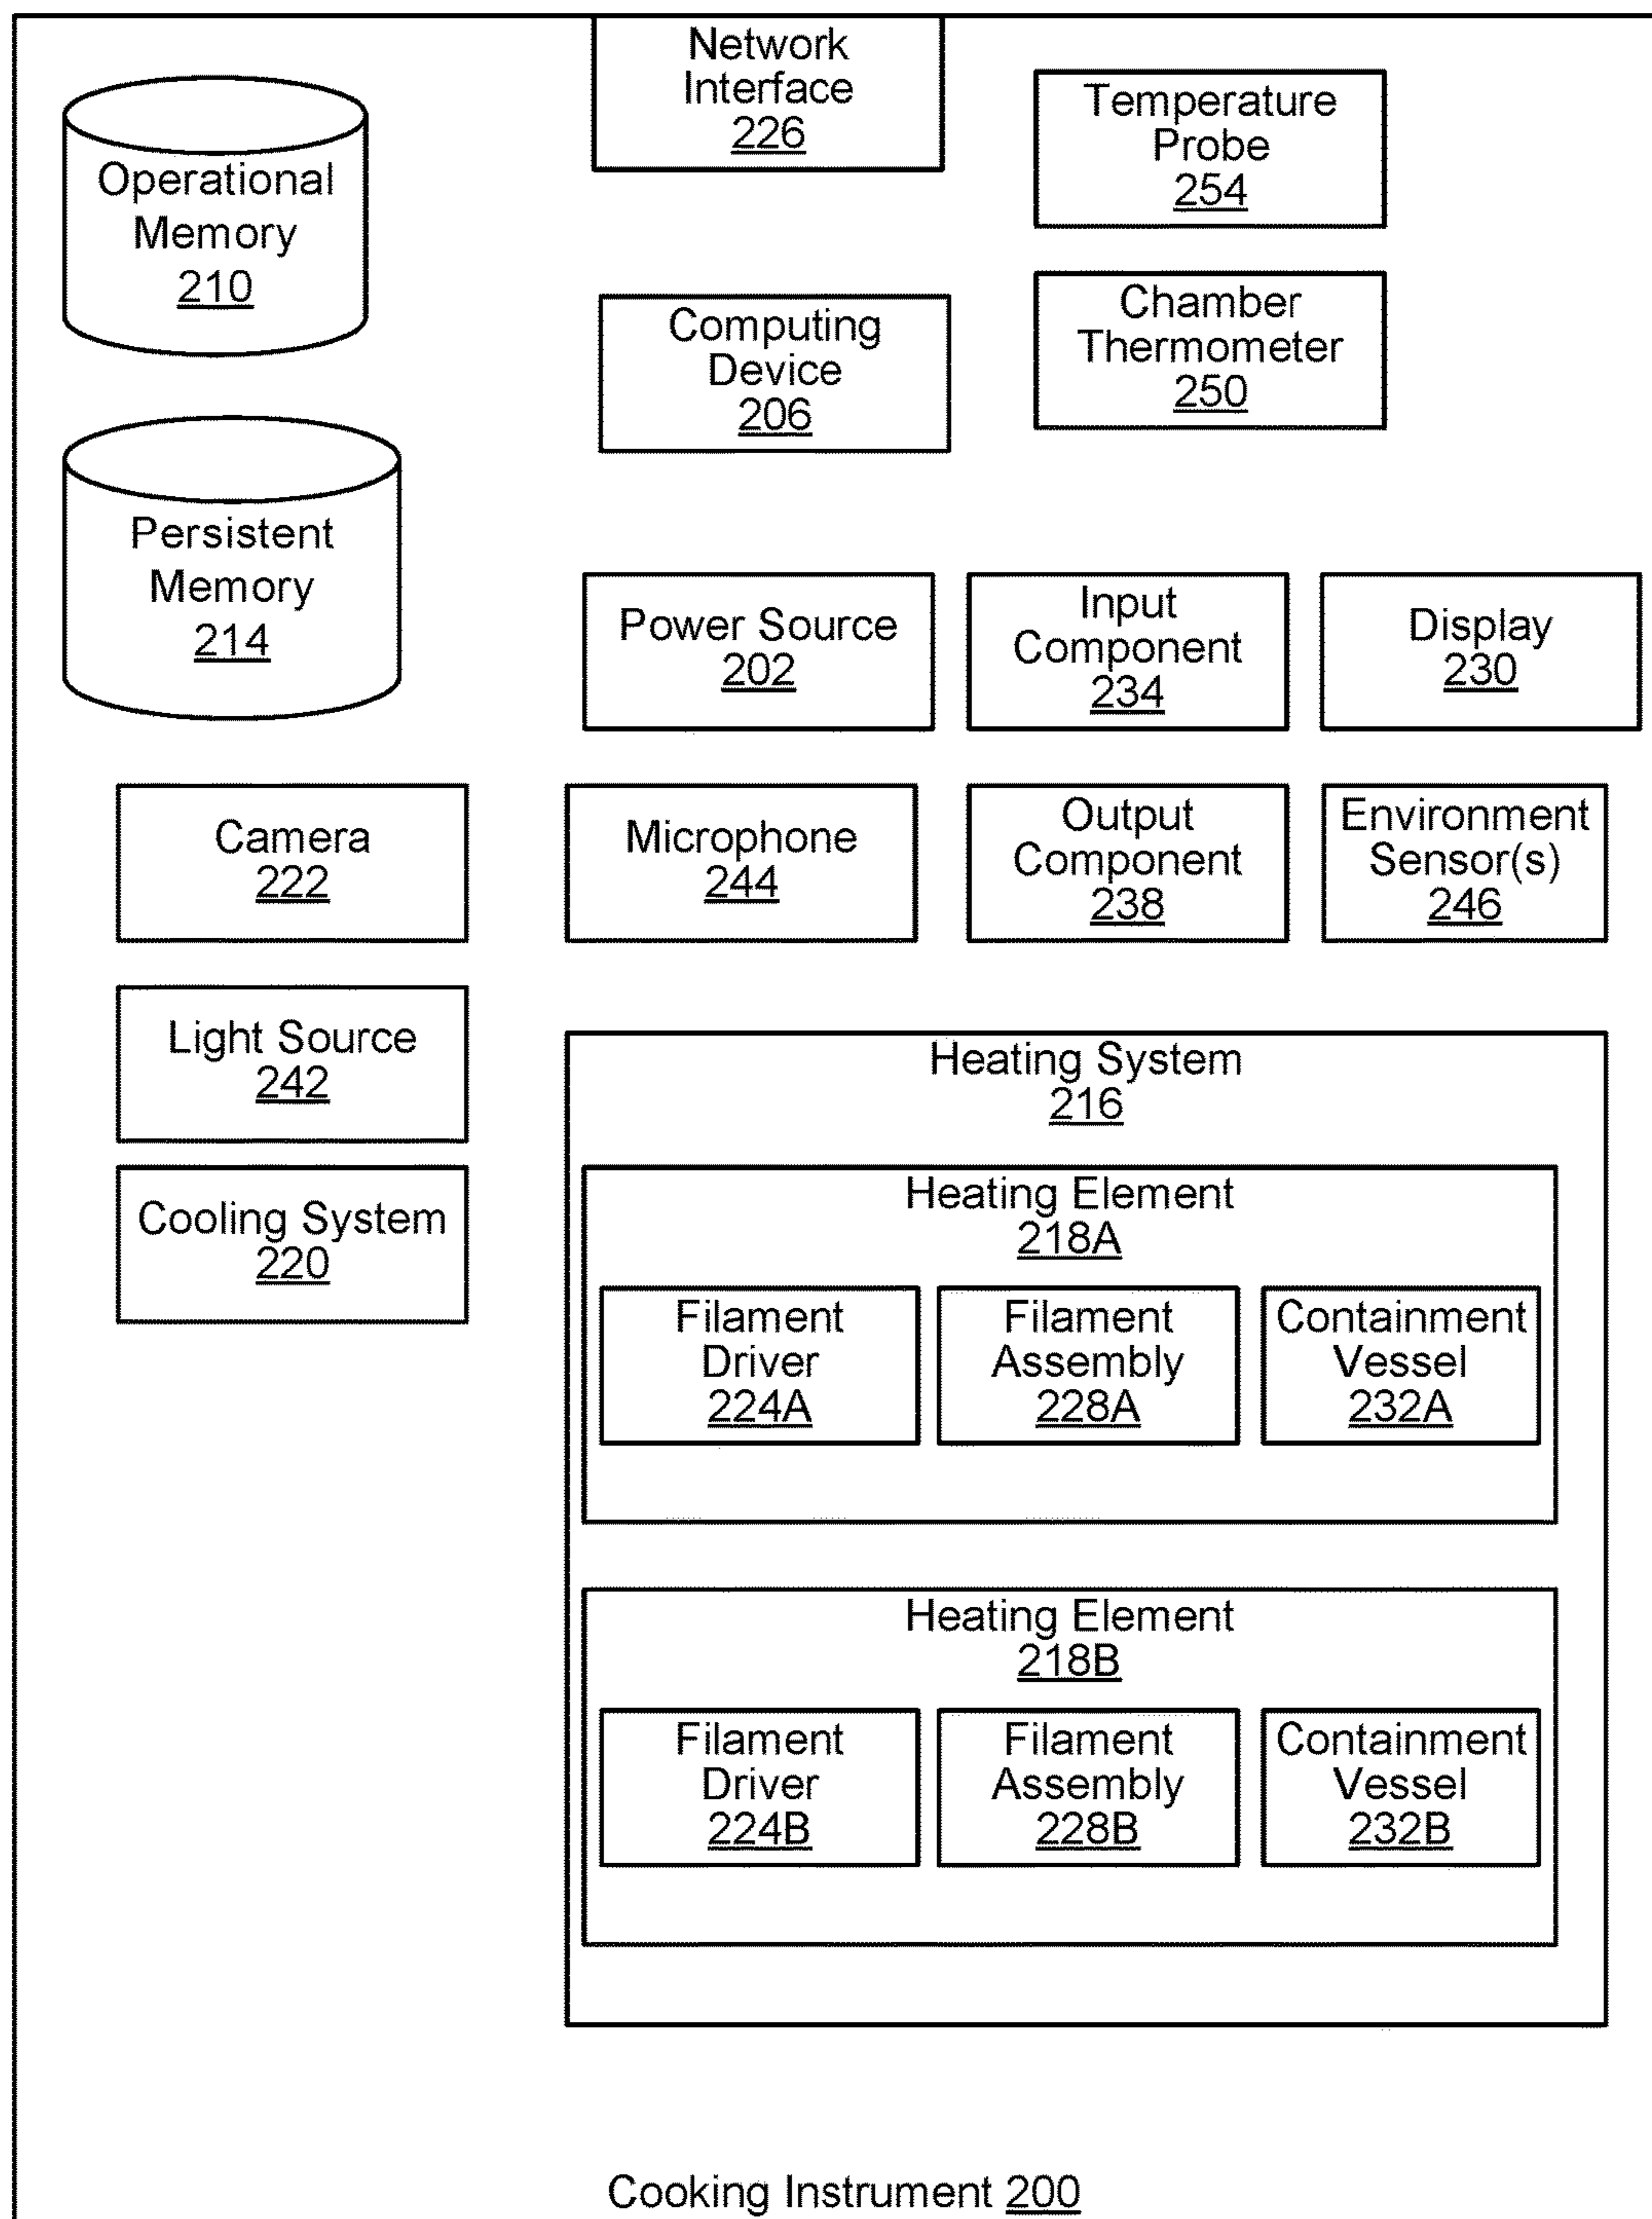 Network
Interface
226
Temperature
Probe
254
Operational
Memory
210
Chamber
Thermometer
250
Computing
Device
206
Persistent
Memory
214
Power Source
202
Input
Component
234
Display
230
Camera
222
Microphone
244
Output
Component
238
Environment
Sensor(s)
246
Light Source
242
Cooling System
220
Heating System
216
Heating Element
218A
Filament
Driver
224A
Filament
Assembly
228A
Containment
Vessel
232A
Heating Element
218B
Filament
Driver
224B
Filament
Assembly
228B
Containment
Vessel
232B
Cooking Instrument 200